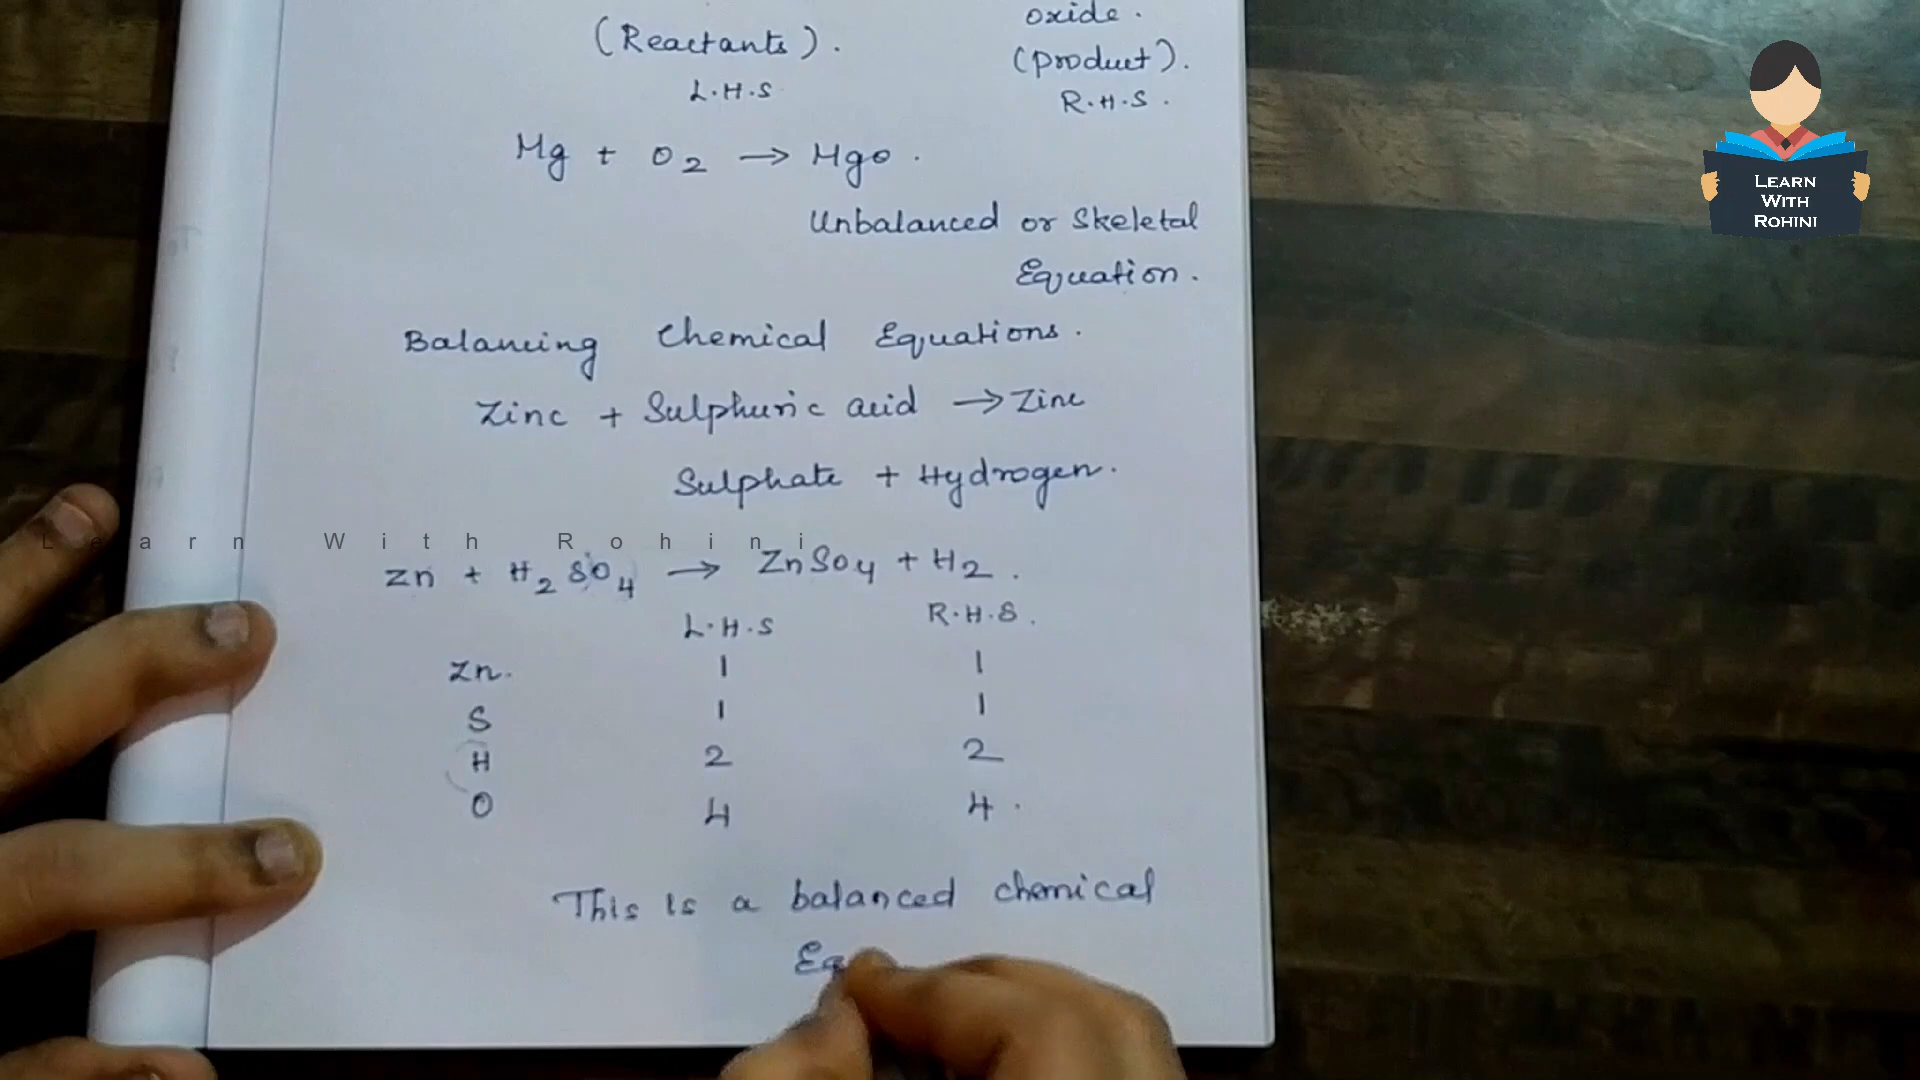 oxide.
(Reactants).
(product).
L.H.S
R.H.S.
Mg + O2 → Mgo.
Unbalanced or Skeletal
Equation.
Balancing Chemical Equations.
Zinc + Sulphuric acid → Zinc
Sulphate + Hydrogen.
Learn With Rohini
Zn + H2SO4 → ZnSO4 + H2.
L.H.S R.H.S.
Zn. 1 1
S 1 1
H 2 2
O 4 4.
This is a balanced chemical
Eq
LEARN
WITH
ROHINI